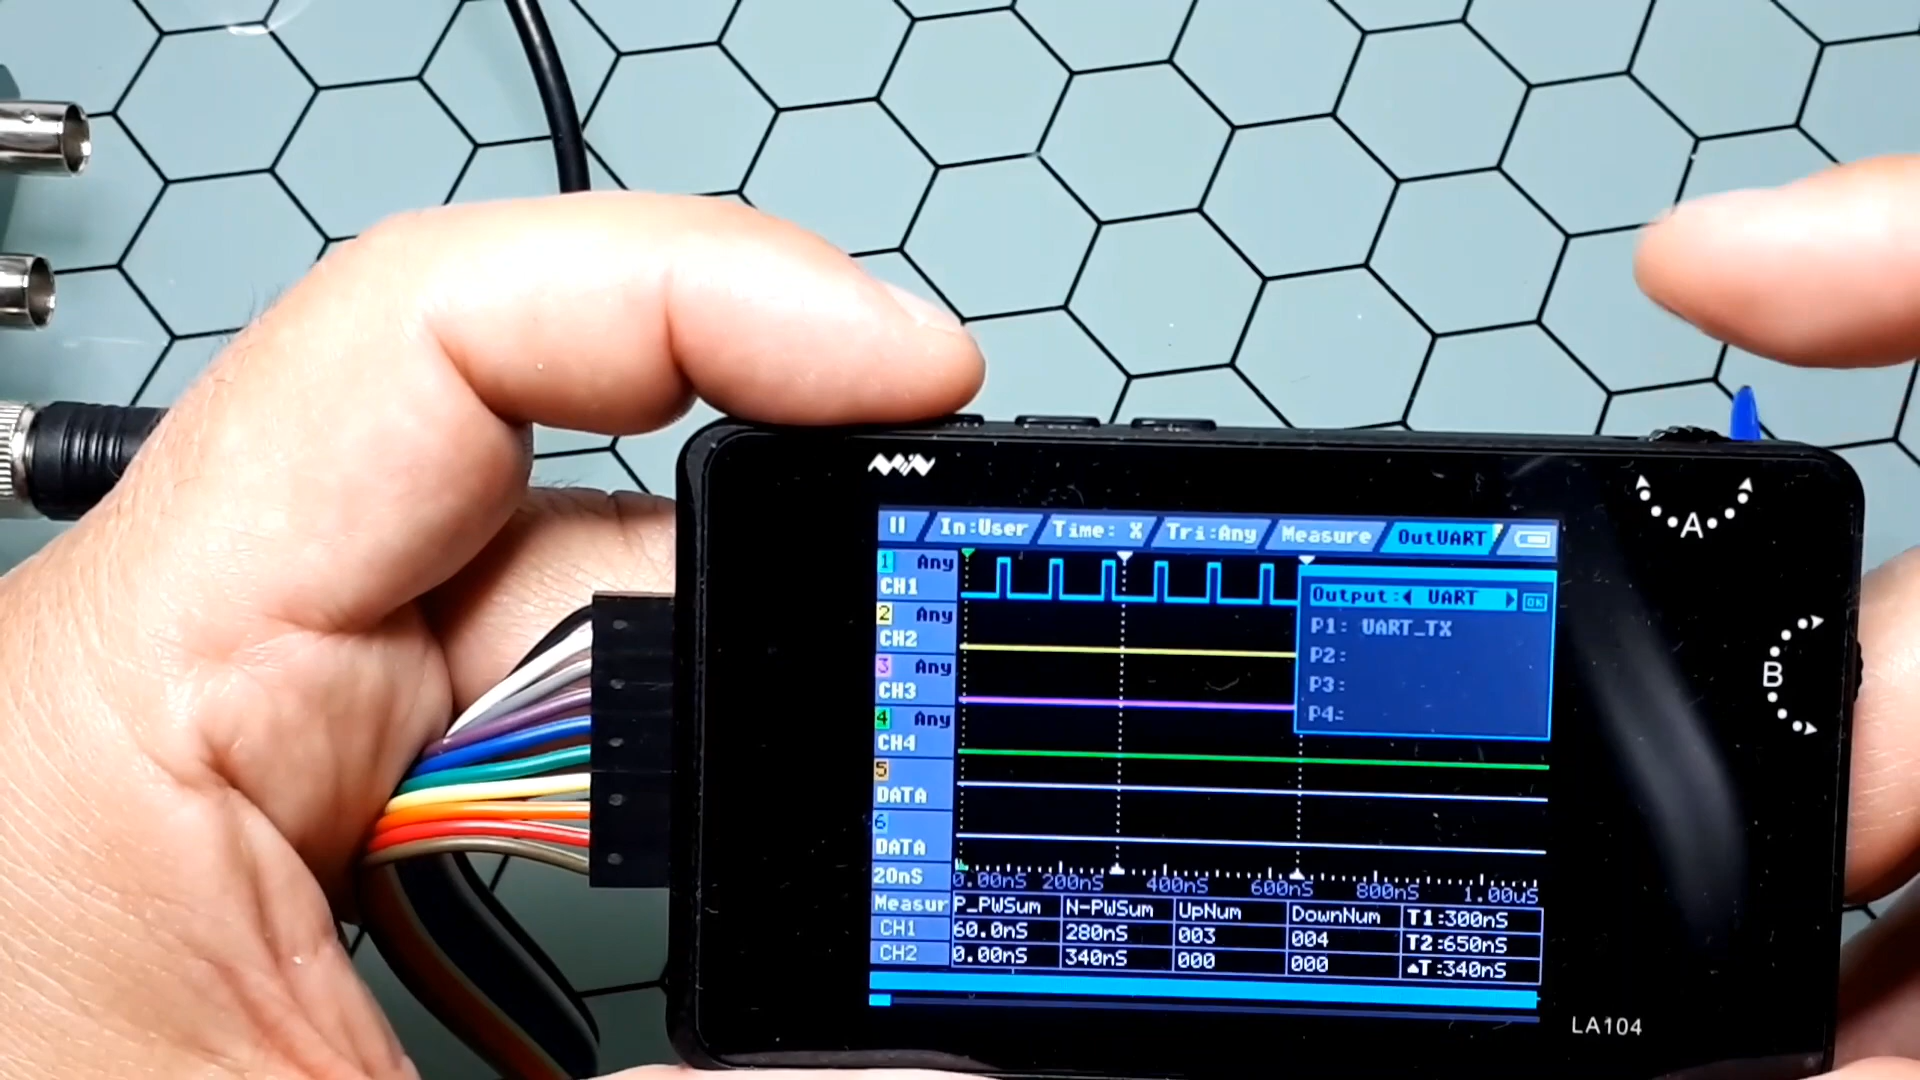 In:User Time: X Tri:Any Measure OutUART
1 Any
CH1
2 Any
CH2
3 Any
CH3
4 Any
CH4
5
DATA
6
DATA
Output: UART OK
P1: UART_TX
P2:
P3:
P4:
20nS 0.00nS 200nS 400nS 600nS 800nS 1.00uS
Measur P_PWSum N-PWSum UpNum DownNum T1:300nS
CH1 60.0nS 280nS 003 004 T2:650nS
CH2 0.00nS 340nS 000 000 ▲T:340nS
A
B
LA104